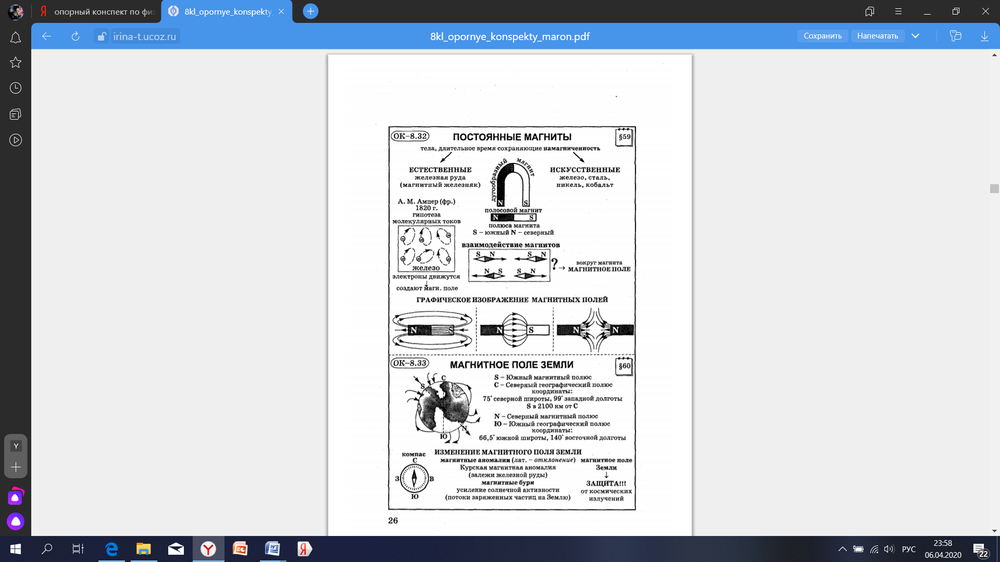 опорный конспект по физ
8kl_opornye_konspekty_
irina-t.ucoz.ru
8kl_opornye_konspekty_maron.pdf
Сохранить
Напечатать
ОК–8.32
ПОСТОЯННЫЕ МАГНИТЫ
§59
тела, длительное время сохраняющие намагниченность
ЕСТЕСТВЕННЫЕ
железная руда
(магнитный железняк)
дугообразный магнит
N S
ИСКУССТВЕННЫЕ
железо, сталь,
никель, кобальт
А. М. Ампер (фр.)
1820 г.
гипотеза
молекулярных токов
железо
электроны движутся
создают магн. поле
полосовой магнит
N S
полюса магнита
S – южный N – северный
взаимодействие магнитов
S N S N
N S S N
?
вокруг магнита
МАГНИТНОЕ ПОЛЕ
ГРАФИЧЕСКОЕ ИЗОБРАЖЕНИЕ МАГНИТНЫХ ПОЛЕЙ
N S N S N N
ОК–8.33
МАГНИТНОЕ ПОЛЕ ЗЕМЛИ
§60
С
S
N
Ю
S – Южный магнитный полюс
С – Северный географический полюс
координаты:
75° северной широты, 99° западной долготы
S в 2100 км от С
N – Северный магнитный полюс
Ю – Южный географический полюс
координаты:
66,5° южной широты, 140° восточной долготы
компас
С
З В
Ю
ИЗМЕНЕНИЕ МАГНИТНОГО ПОЛЯ ЗЕМЛИ
магнитные аномалии (лат. – отклонение)
Курская магнитная аномалия
(залежи железной руды)
магнитные бури
усиление солнечной активности
(потоки заряженных частиц на Землю)
магнитное поле
Земли
ЗАЩИТА!!!
от космических
излучений
26
Y
РУС
23:58
06.04.2020
22